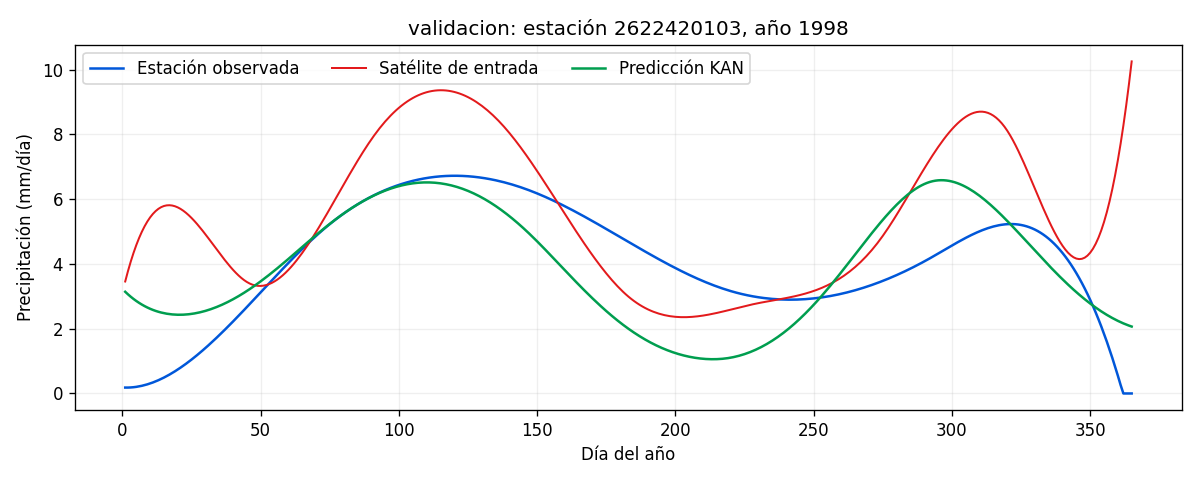 validacion: estación 2622420103, año 1998
Estación observada Satélite de entrada Predicción KAN
Precipitación (mm/día)
10
8
6
4
2
0
0 50 100 150 200 250 300 350
Día del año